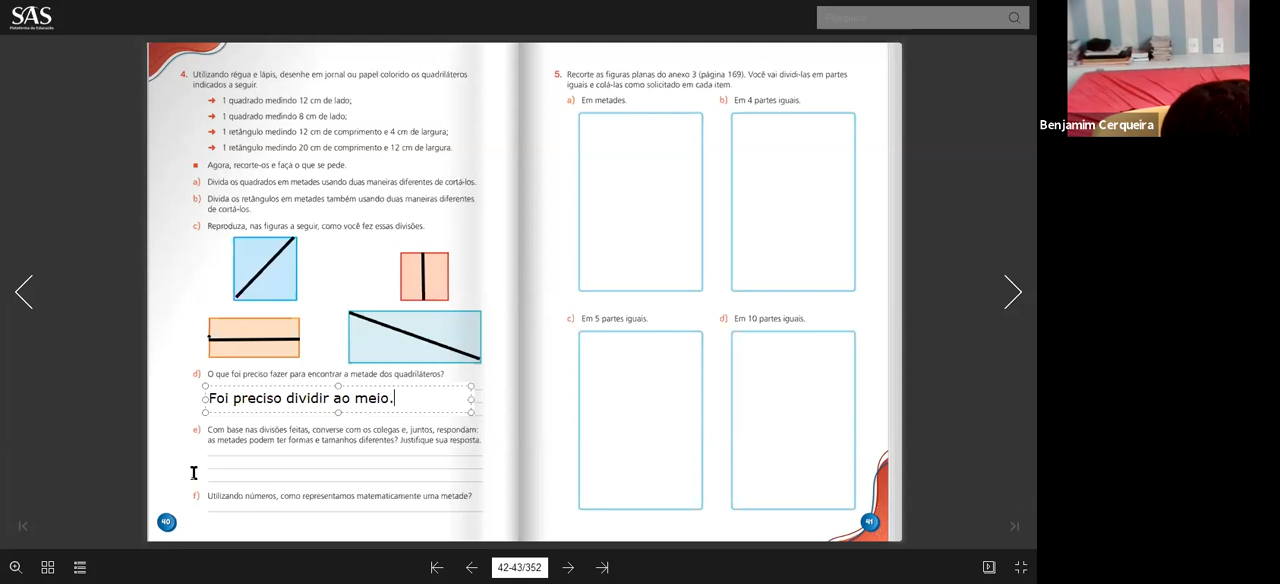 SAS
Plataforma de Educação
Pesquisar
Benjamim Cerqueira
4. Utilizando régua e lápis, desenhe em jornal ou papel colorido os quadriláteros
indicados a seguir.
➜ 1 quadrado medindo 12 cm de lado;
➜ 1 quadrado medindo 8 cm de lado;
➜ 1 retângulo medindo 12 cm de comprimento e 4 cm de largura;
➜ 1 retângulo medindo 20 cm de comprimento e 12 cm de largura.
■ Agora, recorte-os e faça o que se pede.
a) Divida os quadrados em metades usando duas maneiras diferentes de cortá-los.
b) Divida os retângulos em metades também usando duas maneiras diferentes
de cortá-los.
c) Reproduza, nas figuras a seguir, como você fez essas divisões.
d) O que foi preciso fazer para encontrar a metade dos quadriláteros?
Foi preciso dividir ao meio.
e) Com base nas divisões feitas, converse com os colegas e, juntos, respondam:
as metades podem ter formas e tamanhos diferentes? Justifique sua resposta.
f) Utilizando números, como representamos matematicamente uma metade?
40
5. Recorte as figuras planas do anexo 3 (página 169). Você vai dividi-las em partes
iguais e colá-las como solicitado em cada item.
a) Em metades.
b) Em 4 partes iguais.
c) Em 5 partes iguais.
d) Em 10 partes iguais.
41
42-43/352